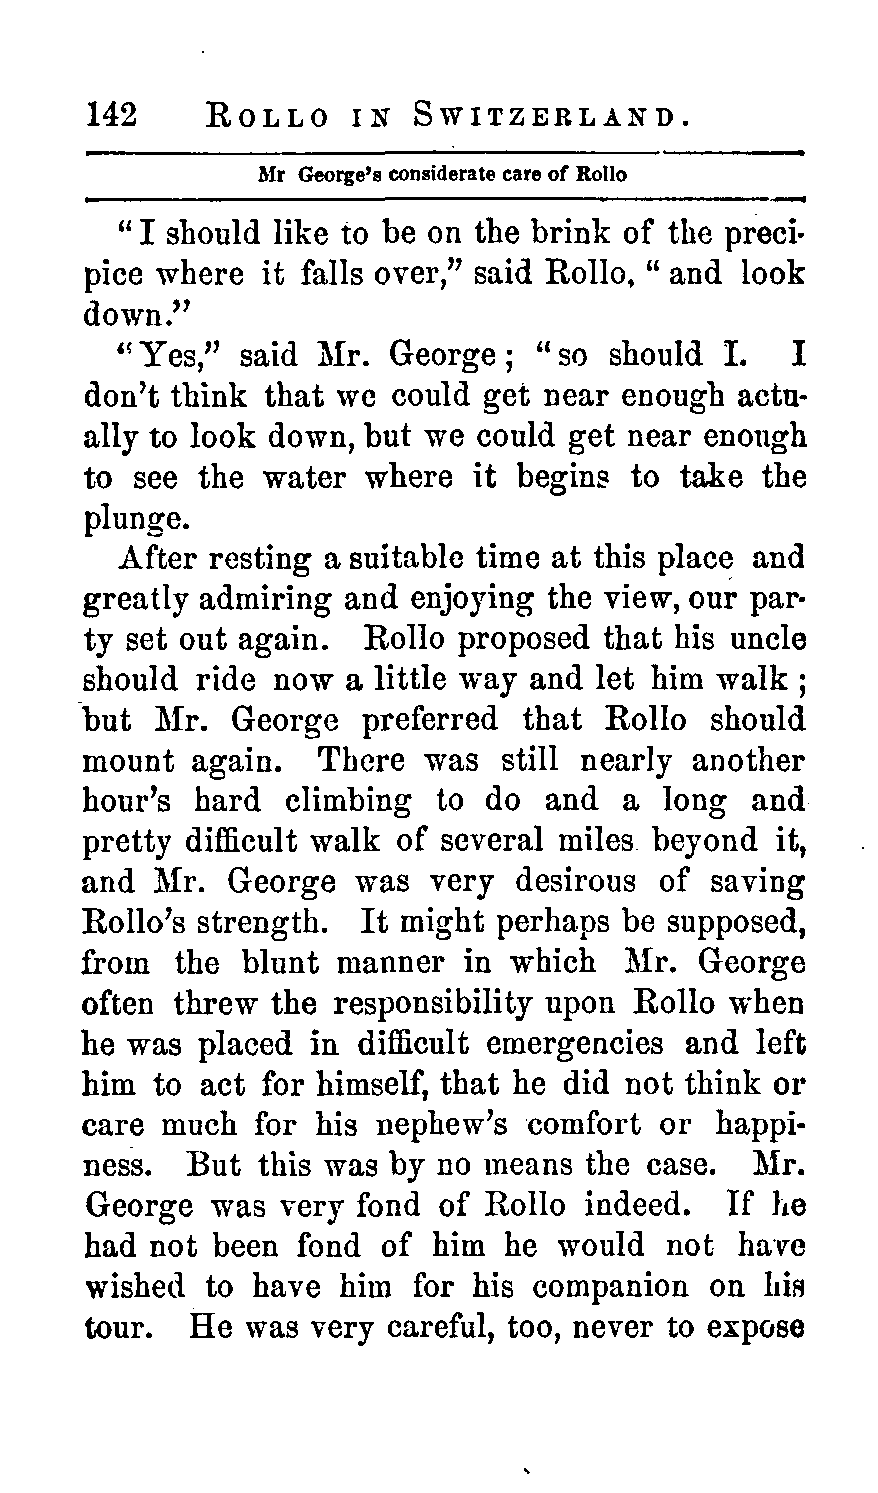 142 ROLLO IN SWITZERLAND.
Mr George's considerate care of Rollo
"I should like to be on the brink of the preci-
pice where it falls over," said Rollo, "and look
down."
"Yes," said Mr. George; "so should I. I
don't think that we could get near enough actu-
ally to look down, but we could get near enough
to see the water where it begins to take the
plunge.
After resting a suitable time at this place and
greatly admiring and enjoying the view, our par-
ty set out again. Rollo proposed that his uncle
should ride now a little way and let him walk;
but Mr. George preferred that Rollo should
mount again. There was still nearly another
hour's hard climbing to do and a long and
pretty difficult walk of several miles beyond it,
and Mr. George was very desirous of saving
Rollo's strength. It might perhaps be supposed,
from the blunt manner in which Mr. George
often threw the responsibility upon Rollo when
he was placed in difficult emergencies and left
him to act for himself, that he did not think or
care much for his nephew's comfort or happi-
ness. But this was by no means the case. Mr.
George was very fond of Rollo indeed. If he
had not been fond of him he would not have
wished to have him for his companion on his
tour. He was very careful, too, never to expose